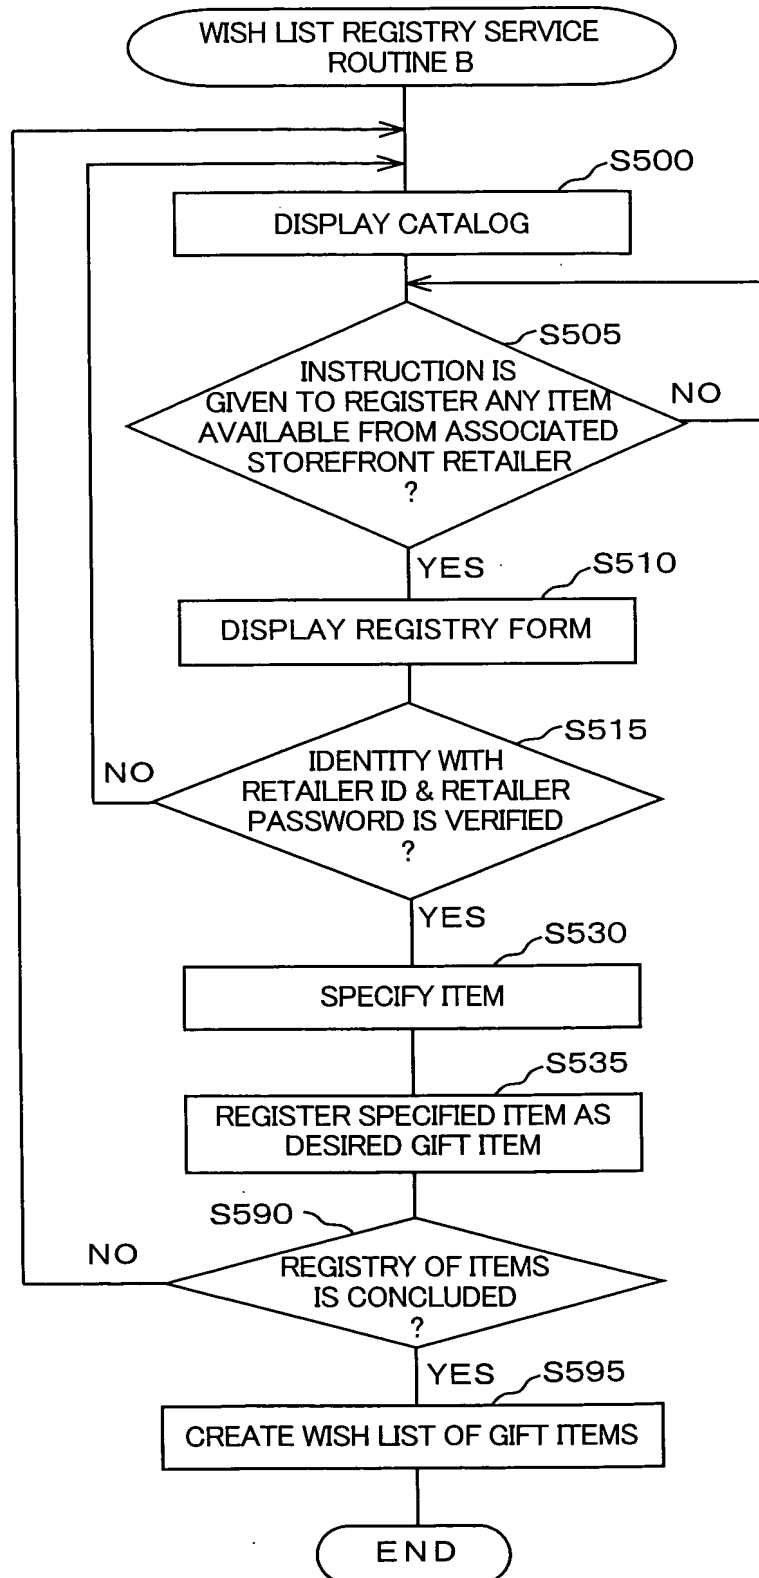 WISH LIST REGISTRY SERVICE
ROUTINE B
S500
DISPLAY CATALOG
S505
INSTRUCTION IS
GIVEN TO REGISTER ANY ITEM
AVAILABLE FROM ASSOCIATED
STOREFRONT RETAILER
?
NO
YES
S510
DISPLAY REGISTRY FORM
S515
NO
IDENTITY WITH
RETAILER ID & RETAILER
PASSWORD IS VERIFIED
?
YES
S530
SPECIFY ITEM
S535
REGISTER SPECIFIED ITEM AS
DESIRED GIFT ITEM
S590
NO
REGISTRY OF ITEMS
IS CONCLUDED
?
YES
S595
CREATE WISH LIST OF GIFT ITEMS
END